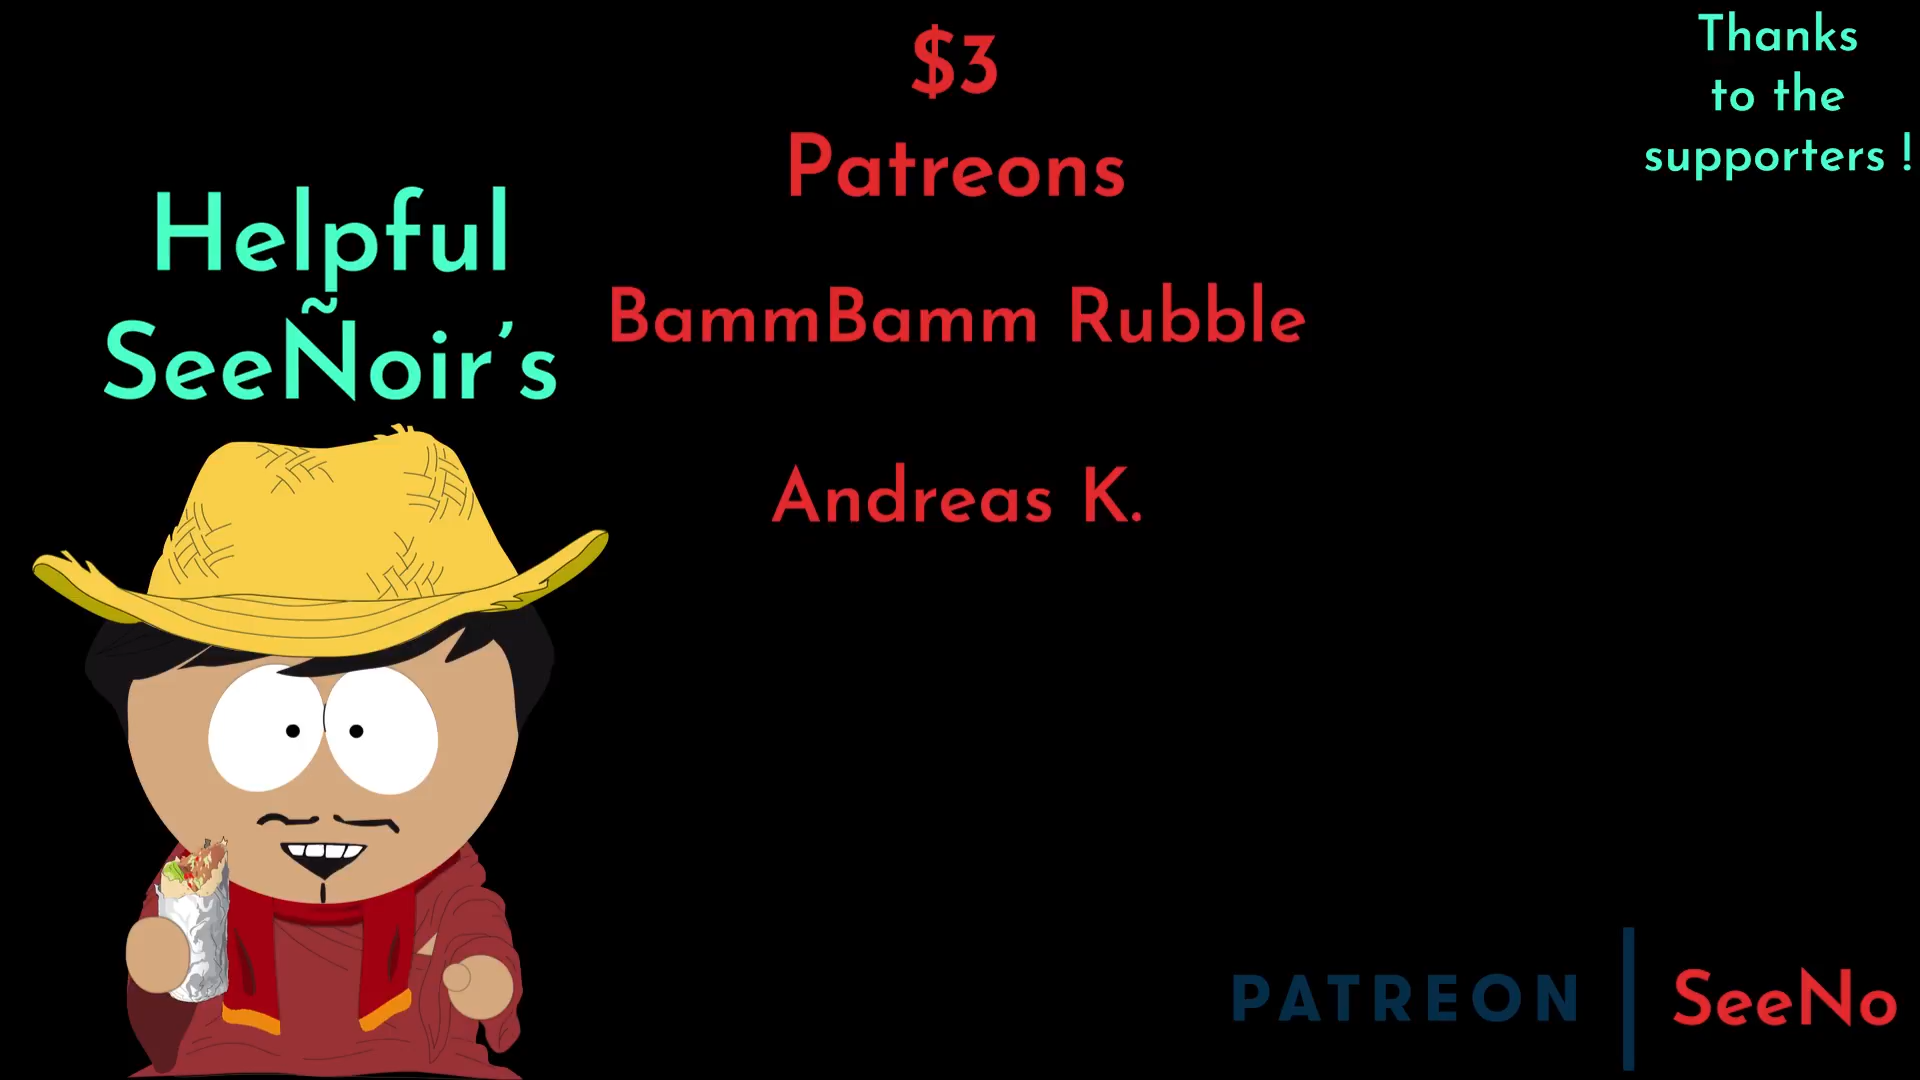 $3
Patreons
Thanks
to the
supporters !
Helpful
SeeÑoir's
BammBamm Rubble
Andreas K.
PATREON | SeeNo